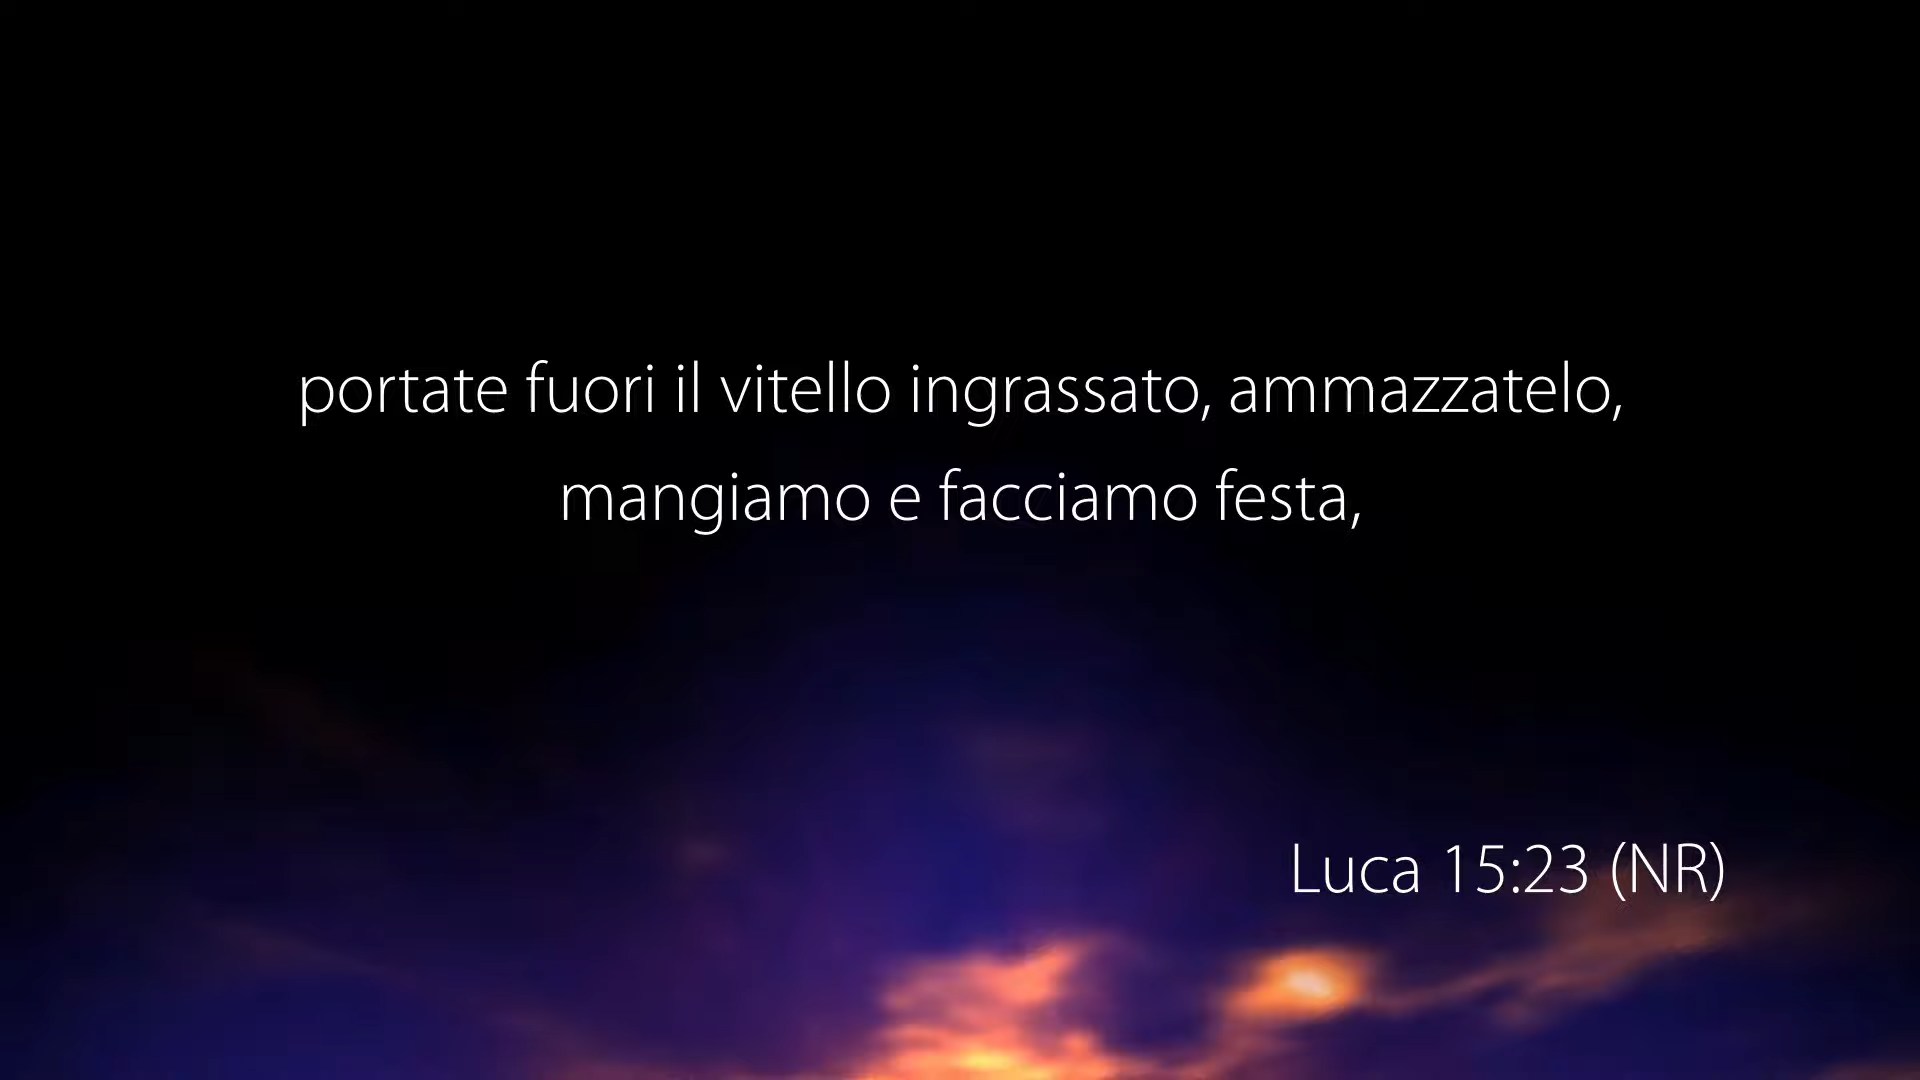 portate fuori il vitello ingrassato, ammazzatelo,
mangiamo e facciamo festa,
Luca 15:23 (NR)